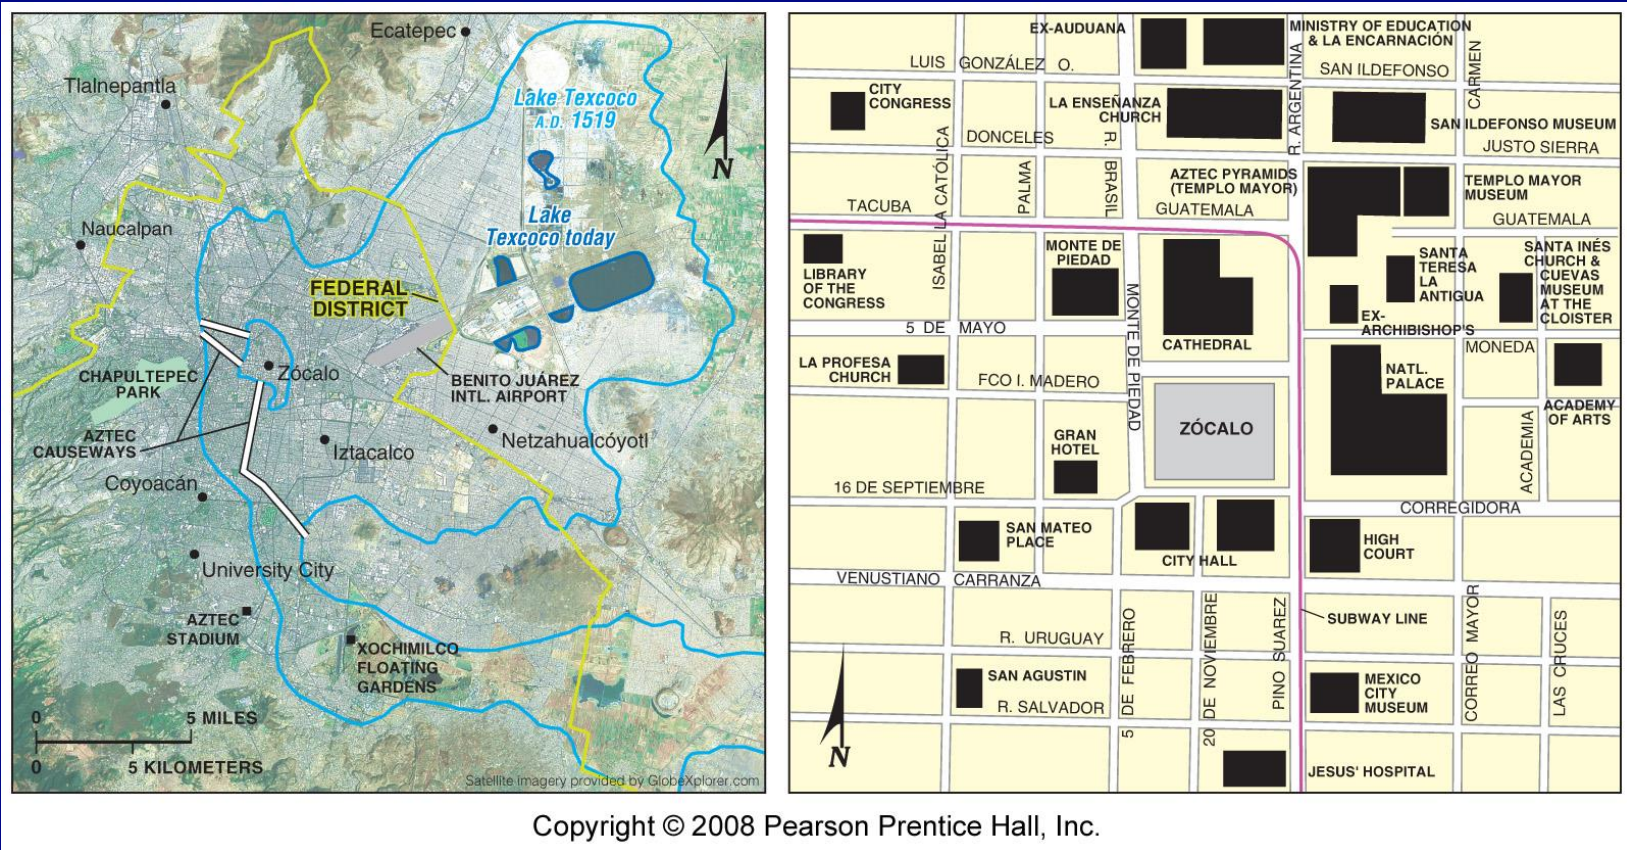 Ecatepec
Tlalnepantla
Lake Texcoco
A.D. 1519
N
Naucalpan
Lake
Texcoco today
FEDERAL
DISTRICT
CHAPULTEPEC
PARK
Zócalo
BENITO JUÁREZ
INTL. AIRPORT
AZTEC
CAUSEWAYS
Iztacalco
Netzahualcóyotl
Coyoacán
University City
AZTEC
STADIUM
XOCHIMILCO
FLOATING
GARDENS
0
5 MILES
0
5 KILOMETERS
Satellite imagery provided by GlobeXplorer.com
EX-AUDUANA
MINISTRY OF EDUCATION
& LA ENCARNACIÓN
LUIS GONZÁLEZ O.
SAN ILDEFONSO
CARMEN
R. ARGENTINA
CITY
CONGRESS
LA ENSEÑANZA
CHURCH
SAN ILDEFONSO MUSEUM
DONCELES
R. BRASIL
JUSTO SIERRA
ISABEL LA CATÓLICA
PALMA
AZTEC PYRAMIDS
(TEMPLO MAYOR)
TEMPLO MAYOR
MUSEUM
TACUBA
GUATEMALA
GUATEMALA
LIBRARY
OF THE
CONGRESS
MONTE DE
PIEDAD
SANTA
TERESA
LA
ANTIGUA
SANTA INÉS
CHURCH &
CUEVAS
MUSEUM
AT THE
CLOISTER
EX-
ARCHIBISHOP'S
5 DE MAYO
MONTE DE PIEDAD
CATHEDRAL
MONEDA
LA PROFESA
CHURCH
FCO I. MADERO
NATL.
PALACE
ACADEMY
OF ARTS
ZÓCALO
GRAN
HOTEL
ACADEMIA
16 DE SEPTIEMBRE
CORREGIDORA
SAN MATEO
PLACE
CITY HALL
HIGH
COURT
VENUSTIANO CARRANZA
SUBWAY LINE
R. URUGUAY
5 DE FEBRERO
20 DE NOVIEMBRE
PINO SUAREZ
CORREO MAYOR
LAS CRUCES
SAN AGUSTIN
R. SALVADOR
MEXICO
CITY
MUSEUM
N
JESUS' HOSPITAL
Copyright © 2008 Pearson Prentice Hall, Inc.